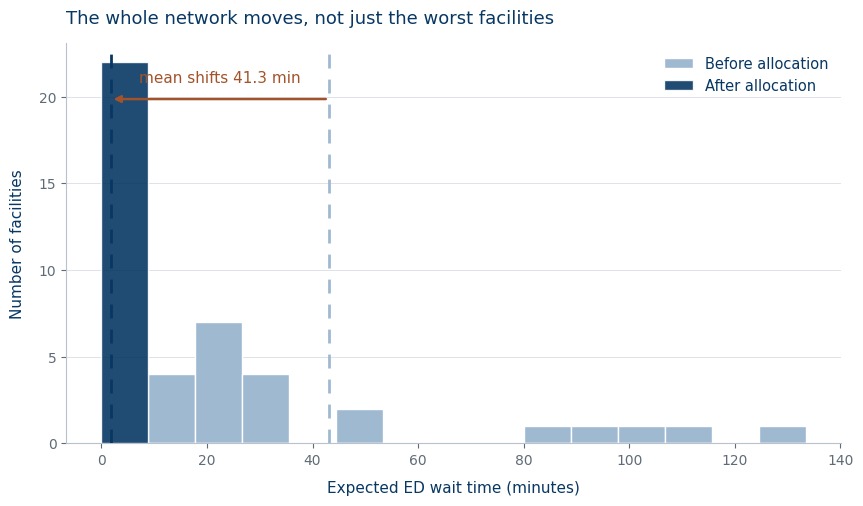 The whole network moves, not just the worst facilities
mean shifts 41.3 min
Before allocation
After allocation
Number of facilities
20
15
10
5
0
0 20 40 60 80 100 120 140
Expected ED wait time (minutes)